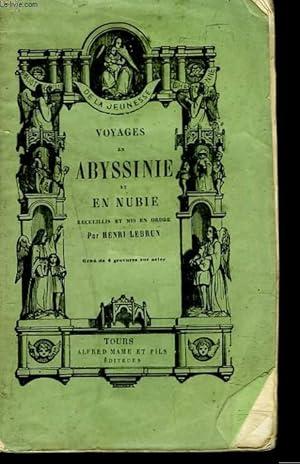 DE LA JEUNESSE
VOYAGES
EN
ABYSSINIE
ET
EN NUBIE
RECUEILLIS ET MIS EN ORDRE
Par HENRI LEBRUN
Orné de 4 gravures sur acier
TOURS
ALFRED MAME ET FILS
ÉDITEURS